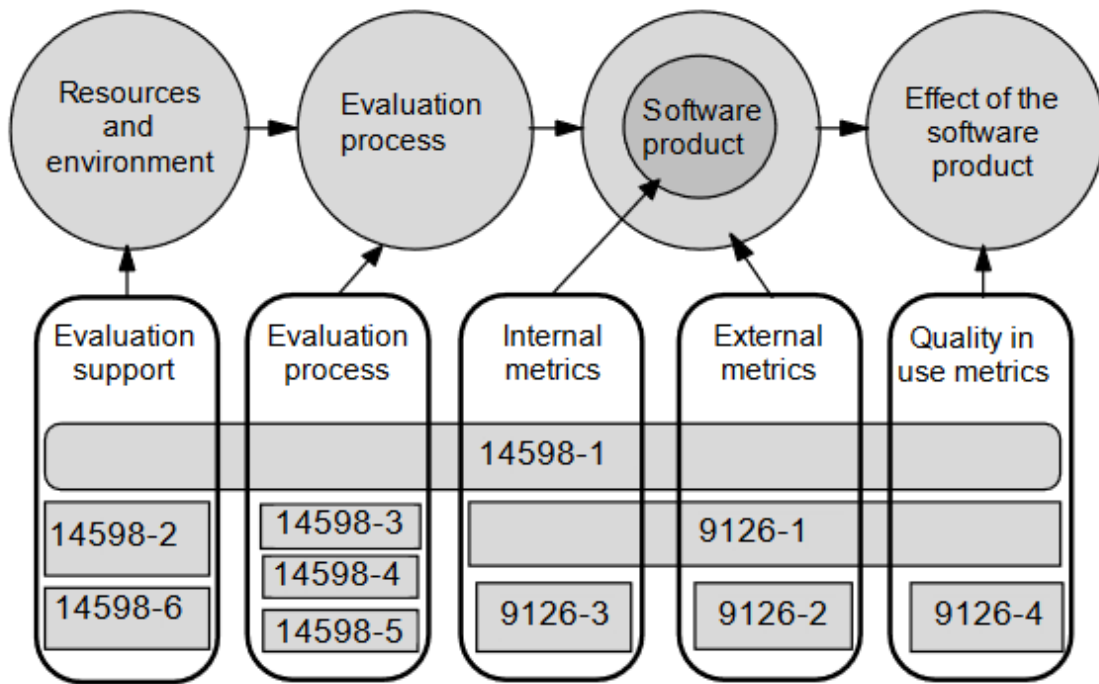 Resources
and
environment
Evaluation
process
Software
product
Effect of the
software
product
Evaluation
support
Evaluation
process
Internal
metrics
External
metrics
Quality in
use metrics
14598-1
14598-2
14598-6
14598-3
14598-4
14598-5
9126-1
9126-3
9126-2
9126-4